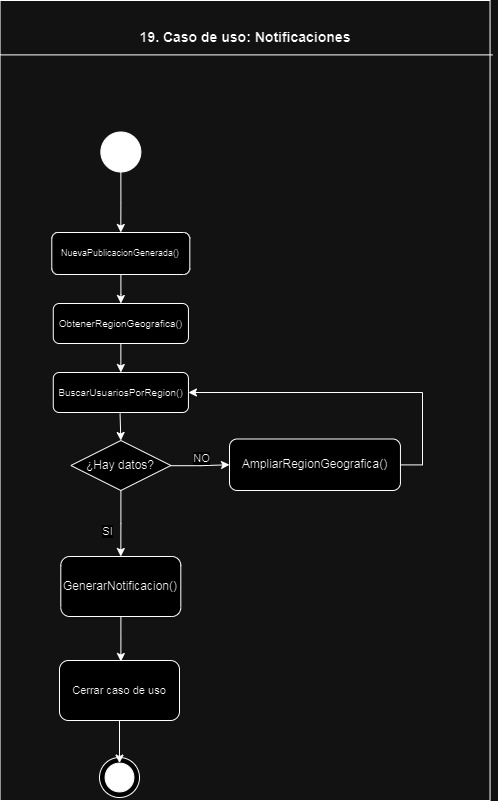 19. Caso de uso: Notificaciones
NuevaPublicacionGenerada()
ObtenerRegionGeografica()
BuscarUsuariosPorRegion()
¿Hay datos?
NO
AmpliarRegionGeografica()
SI
GenerarNotificacion()
Cerrar caso de uso